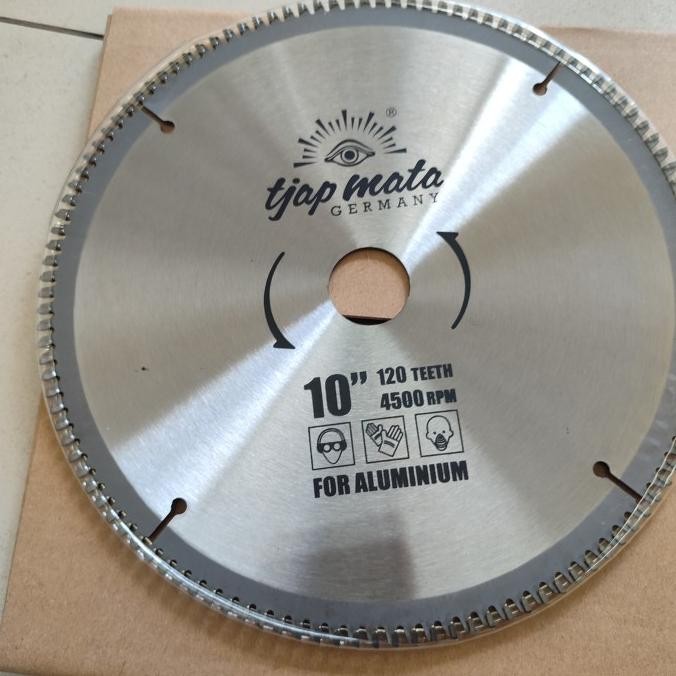 ®
tjap mata
GERMANY
10" 120 TEETH
4500 RPM
FOR ALUMINIUM